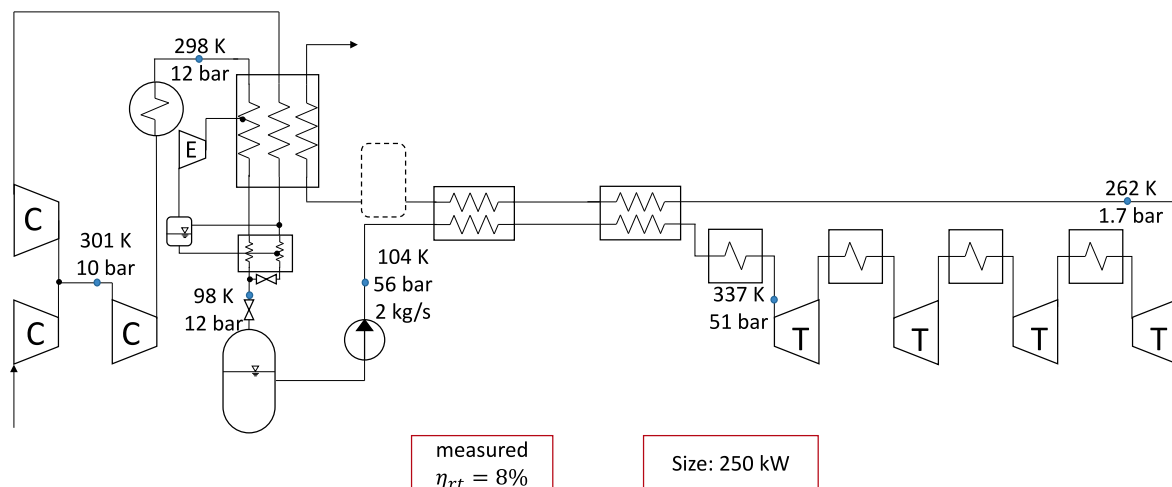 298 K
12 bar
E
C
301 K
10 bar
C
C
98 K
12 bar
104 K
56 bar
2 kg/s
262 K
1.7 bar
337 K
51 bar
T
T
T
T
measured
η_rt = 8%
Size: 250 kW